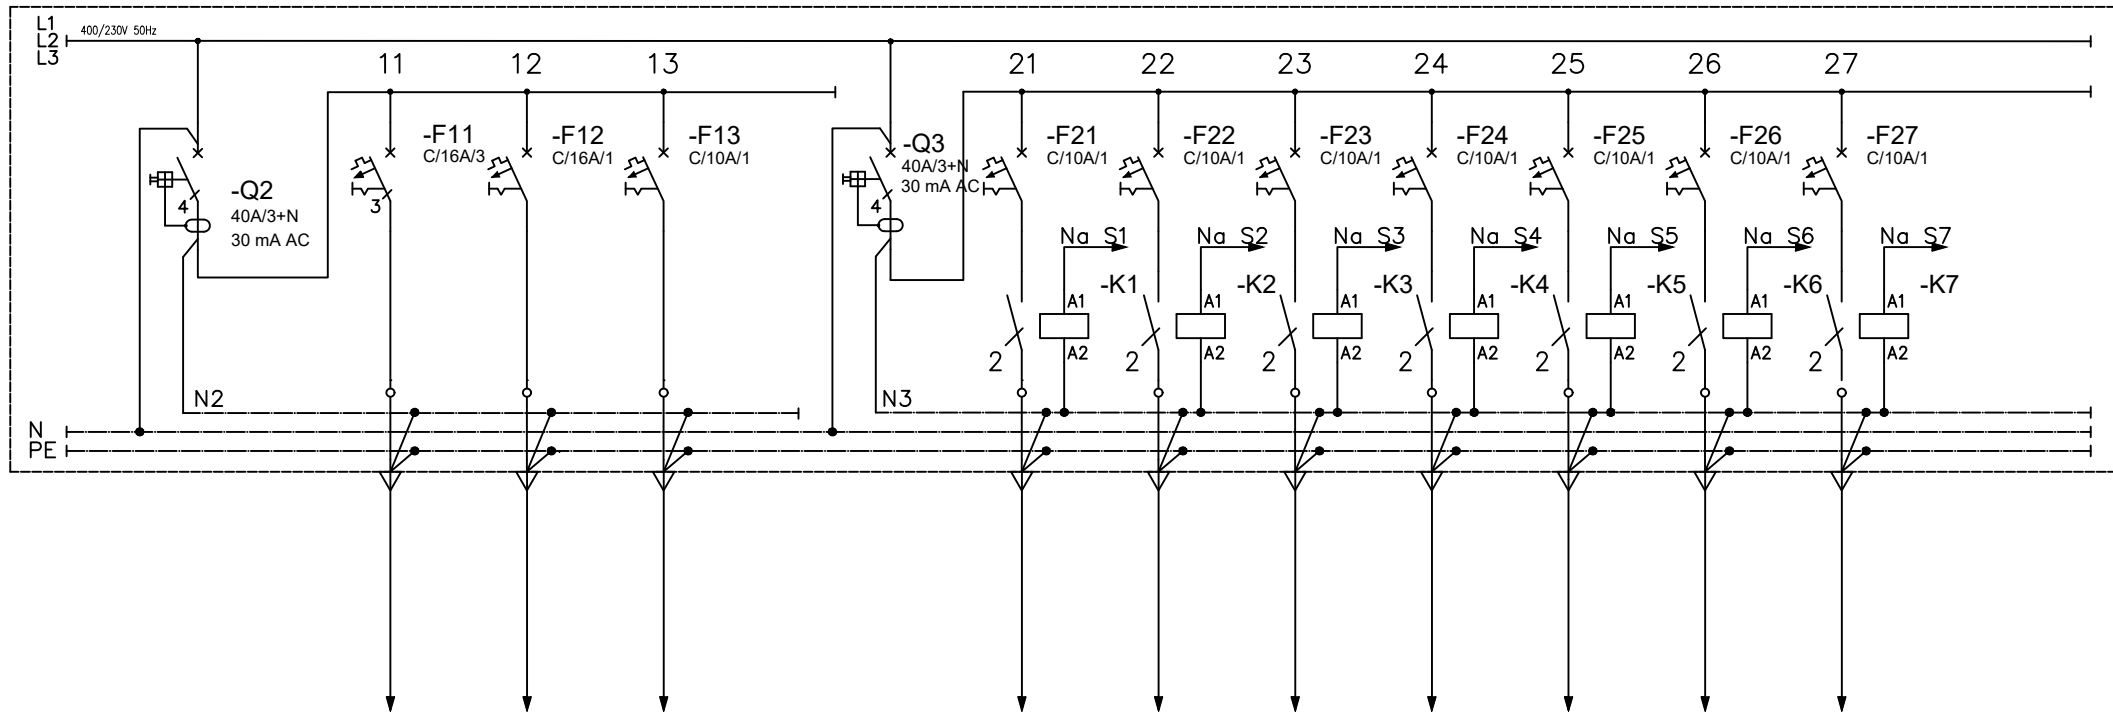 L1
L2 400/230V 50Hz
L3
11 12 13 21 22 23 24 25 26 27
-F11 -F12 -F13 -Q3 -F21 -F22 -F23 -F24 -F25 -F26 -F27
C/16A/3 C/16A/1 C/10A/1 40A/3+N C/10A/1 C/10A/1 C/10A/1 C/10A/1 C/10A/1 C/10A/1 C/10A/1
30 mA AC
-Q2
4 3 4
40A/3+N
30 mA AC
Na S1 Na S2 Na S3 Na S4 Na S5 Na S6 Na S7
-K1 -K2 -K3 -K4 -K5 -K6 -K7
A1 A1 A1 A1 A1 A1 A1
2 A2 2 A2 2 A2 2 A2 2 A2 2 A2 2 A2
N2 N3
N
PE